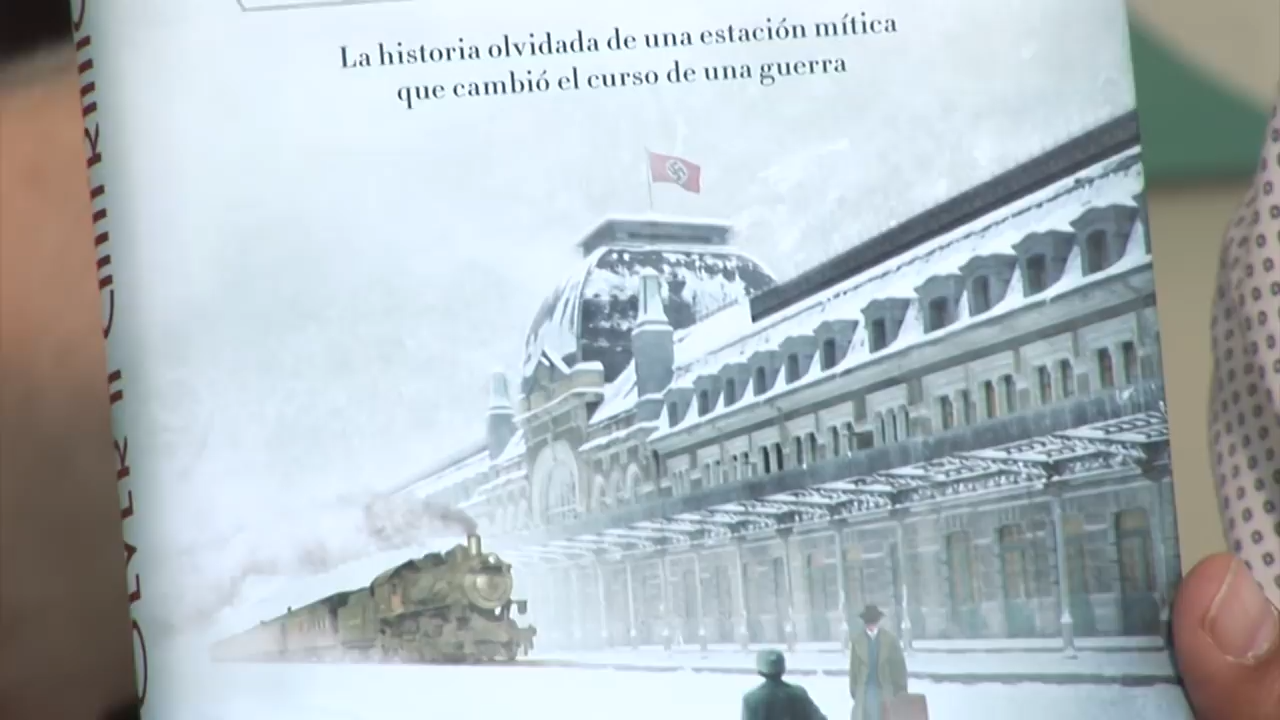 La historia olvidada de una estación mítica
que cambió el curso de una guerra